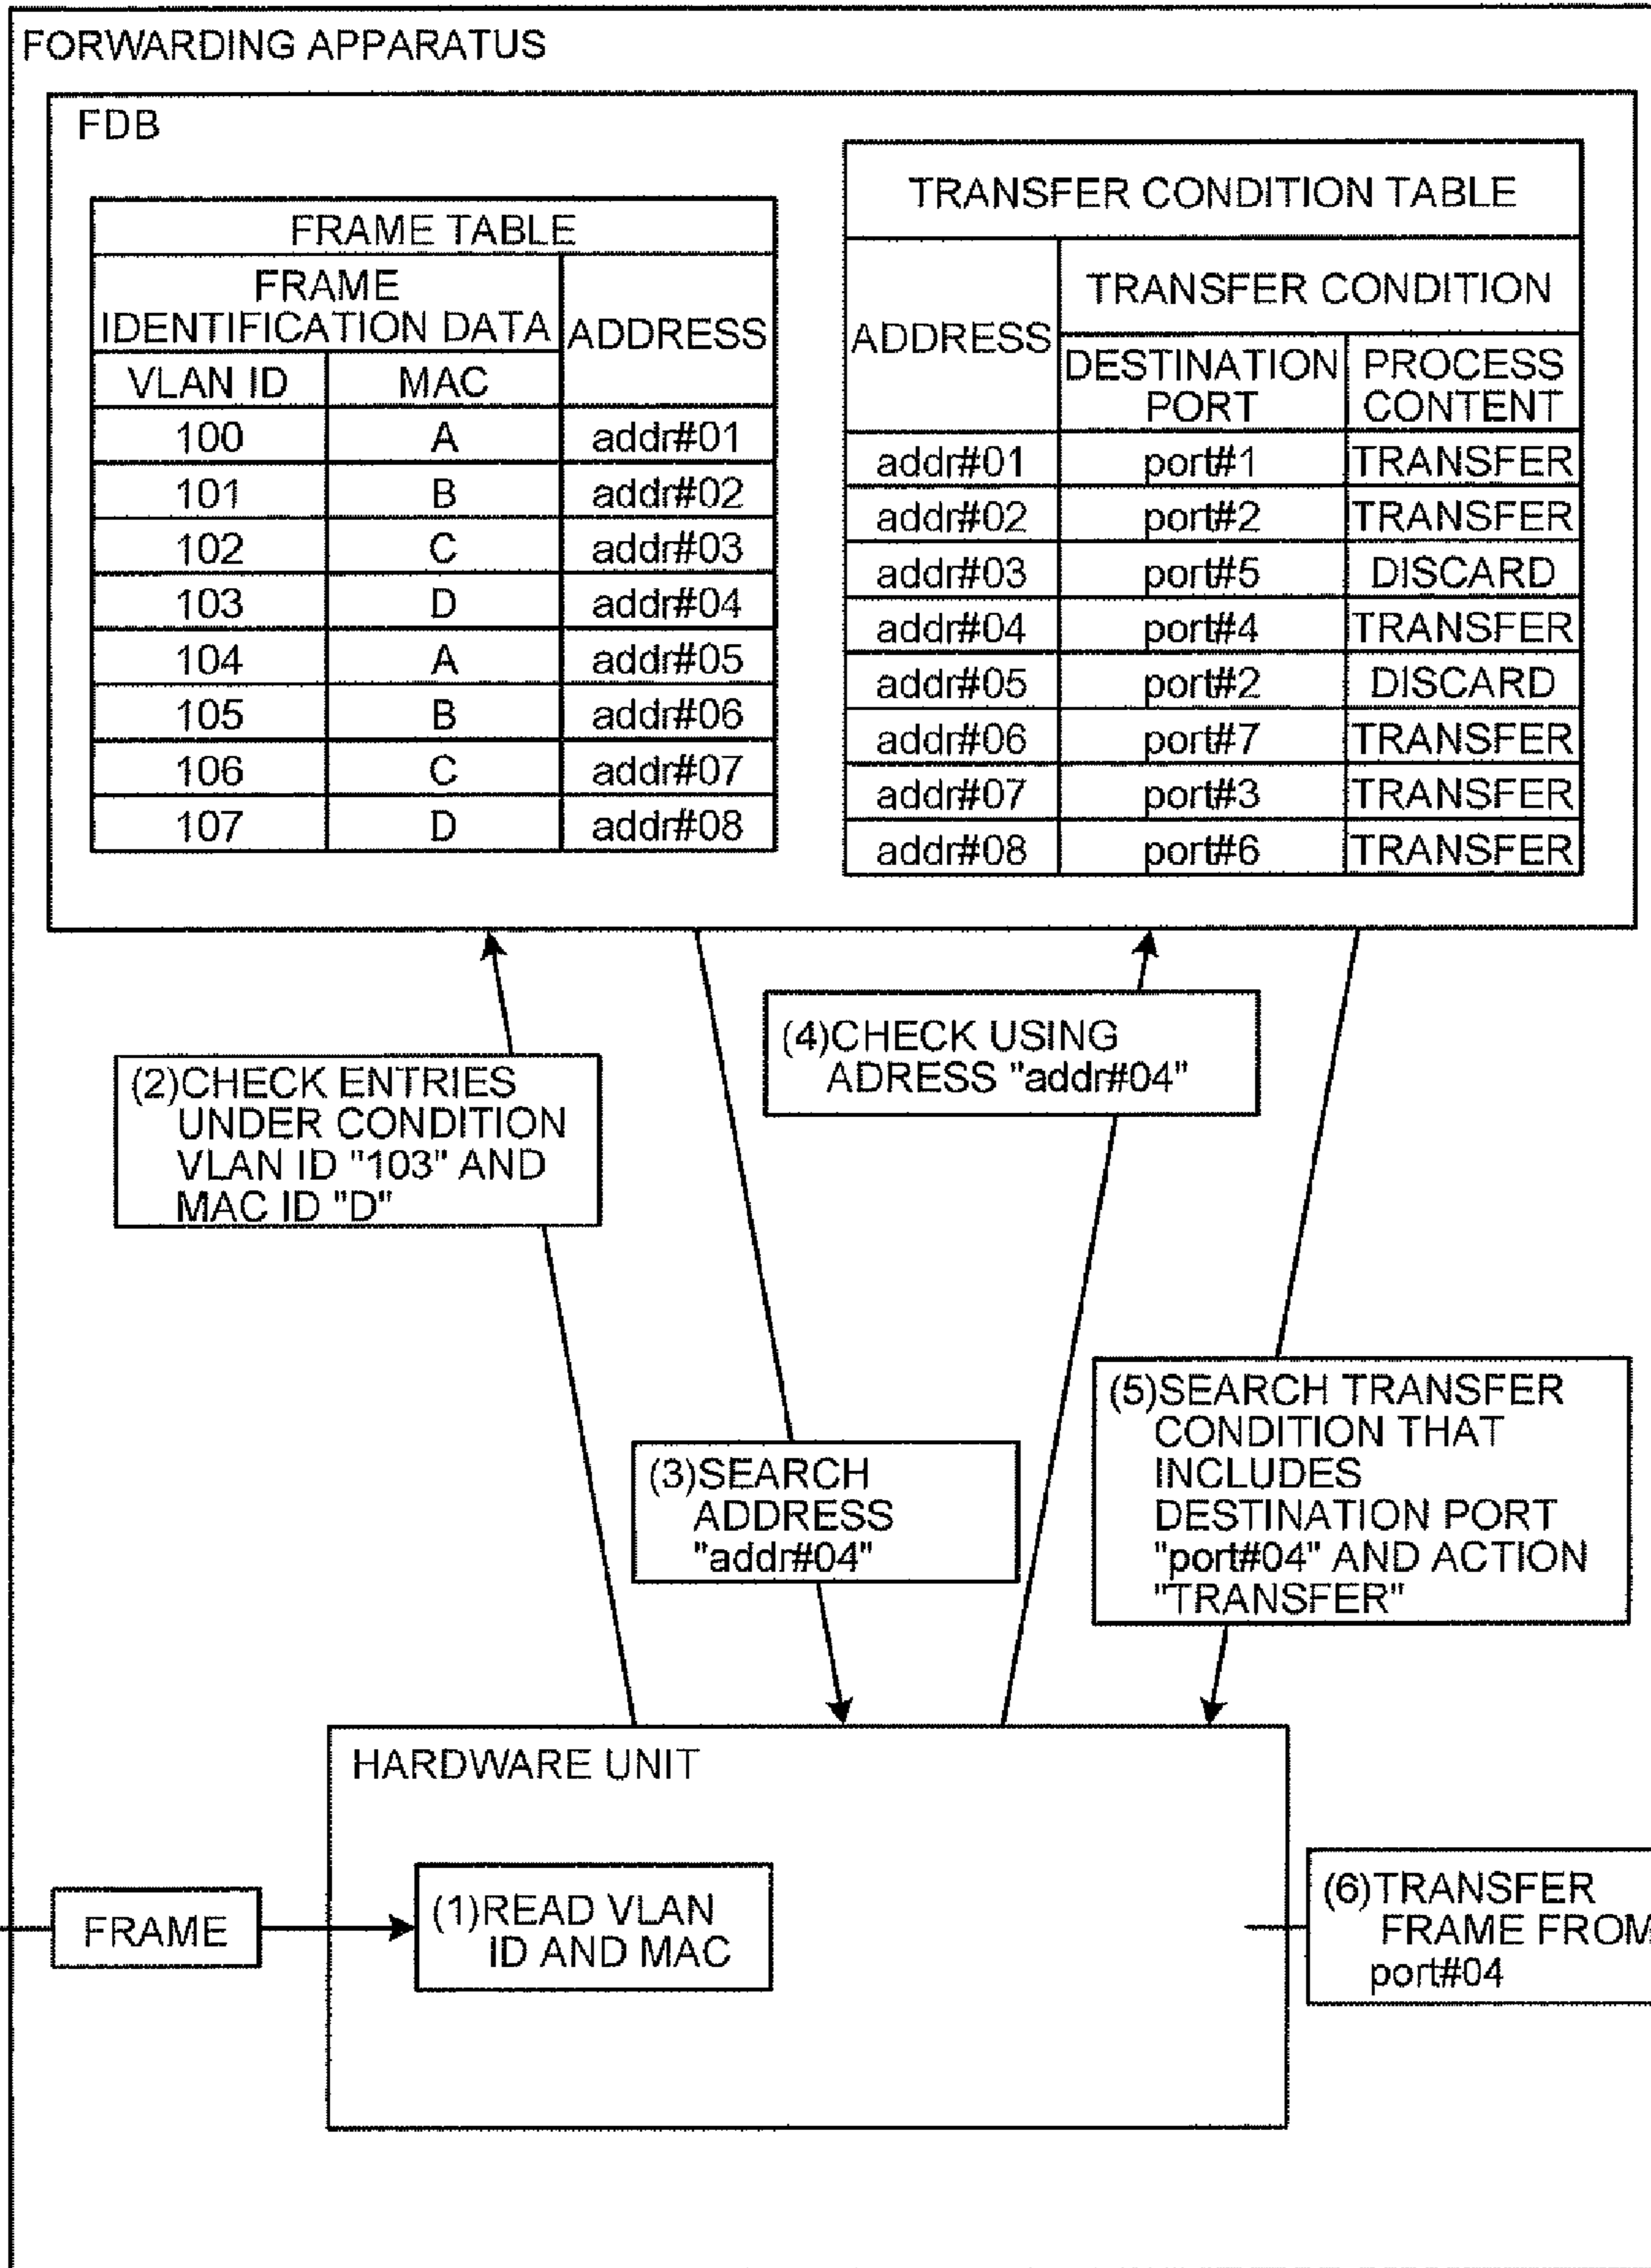 FORWARDING APPARATUS
FDB
FRAME TABLE
FRAME
IDENTIFICATION DATA
ADDRESS
VLAN ID MAC
100 A addr#01
101 B addr#02
102 C addr#03
103 D addr#04
104 A addr#05
105 B addr#06
106 C addr#07
107 D addr#08
TRANSFER CONDITION TABLE
ADDRESS
TRANSFER CONDITION
DESTINATION
PORT
PROCESS
CONTENT
addr#01 port#1 TRANSFER
addr#02 port#2 TRANSFER
addr#03 port#5 DISCARD
addr#04 port#4 TRANSFER
addr#05 port#2 DISCARD
addr#06 port#7 TRANSFER
addr#07 port#3 TRANSFER
addr#08 port#6 TRANSFER
(2)CHECK ENTRIES
UNDER CONDITION
VLAN ID "103" AND
MAC ID "D"
(4)CHECK USING
ADRESS "addr#04"
(3)SEARCH
ADDRESS
"addr#04"
(5)SEARCH TRANSFER
CONDITION THAT
INCLUDES
DESTINATION PORT
"port#04" AND ACTION
"TRANSFER"
HARDWARE UNIT
FRAME
(1)READ VLAN
ID AND MAC
(6)TRANSFER
FRAME FROM
port#04